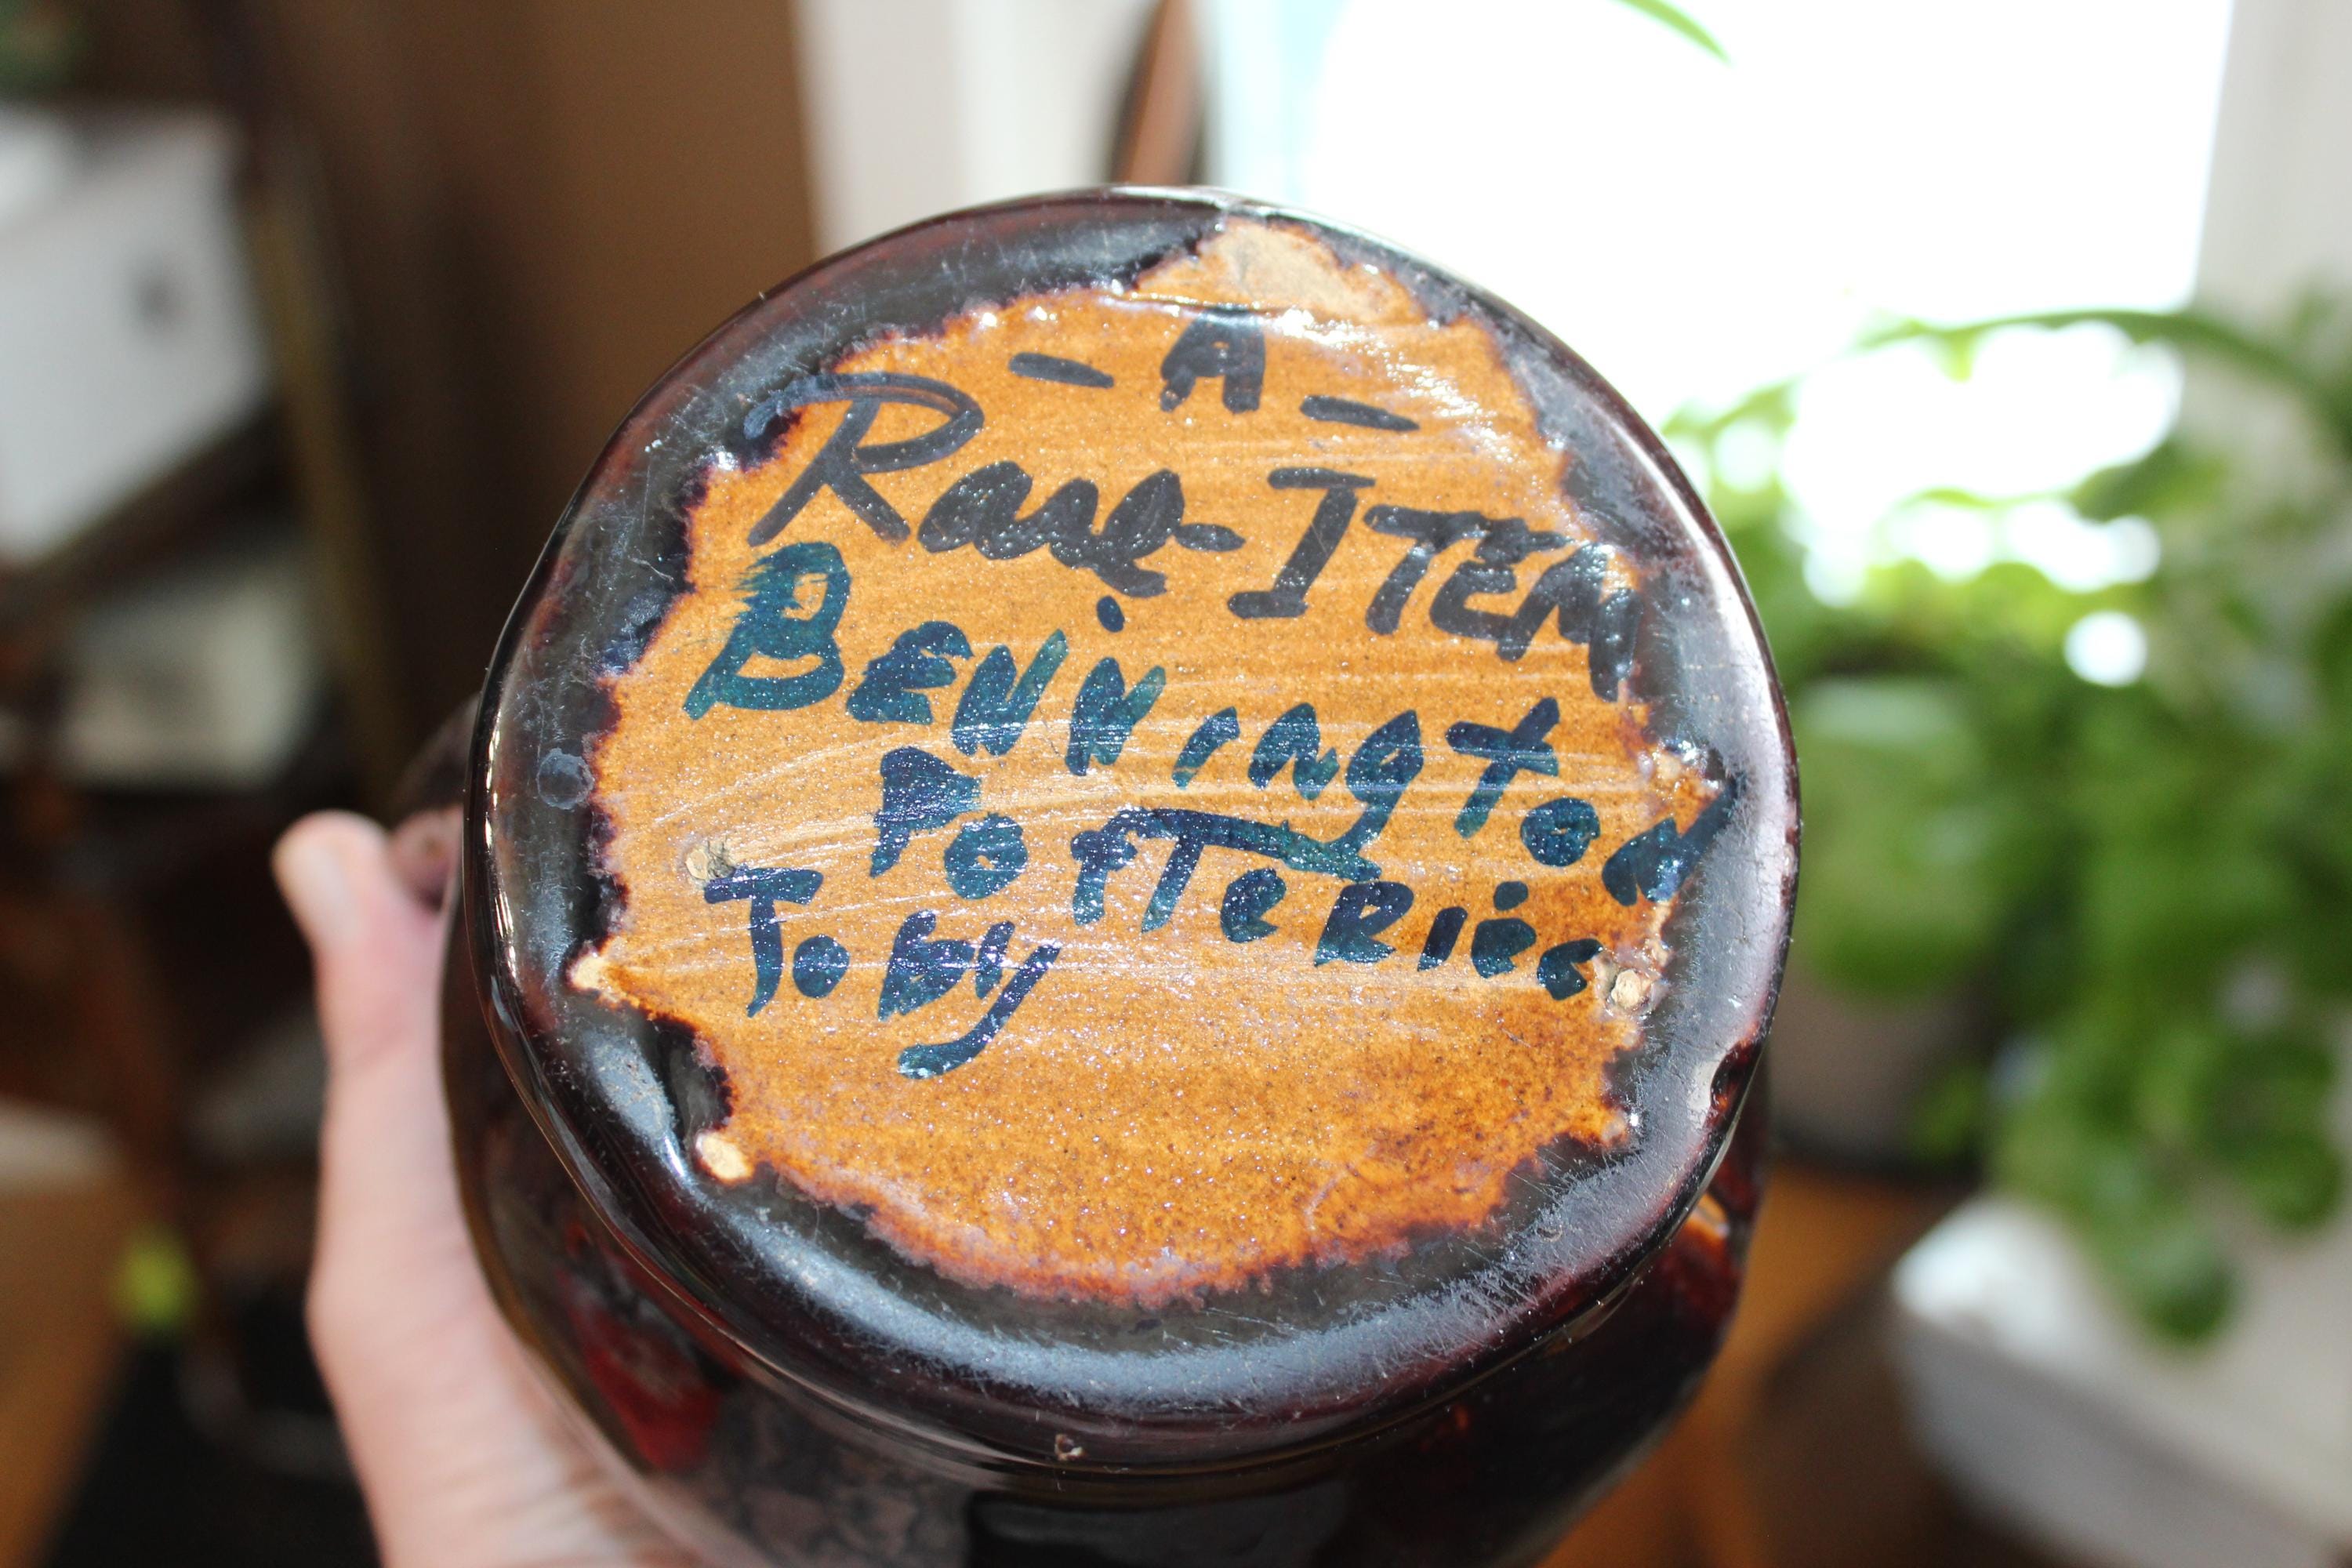 - A -
Rare ITEM
Bennington
Potteries
Toby